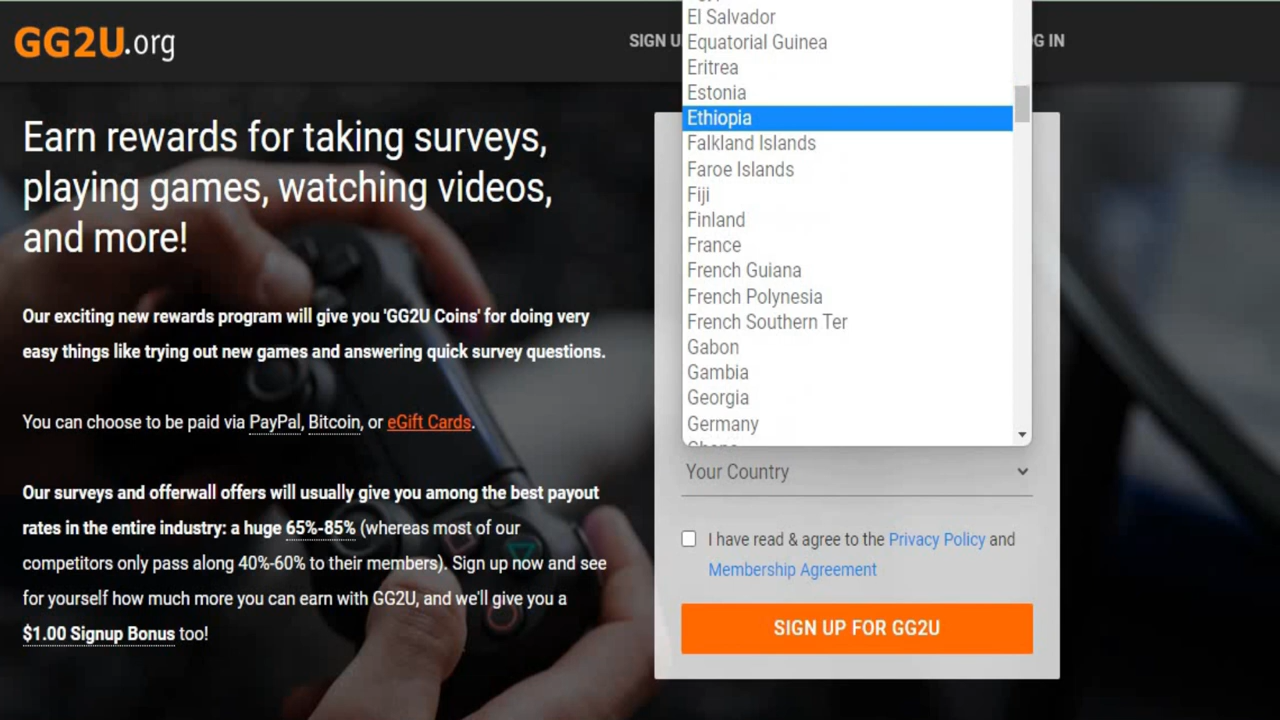 GG2U.org
SIGN U
G IN
Earn rewards for taking surveys,
playing games, watching videos,
and more!
Our exciting new rewards program will give you 'GG2U Coins' for doing very
easy things like trying out new games and answering quick survey questions.
You can choose to be paid via PayPal, Bitcoin, or eGift Cards.
Our surveys and offerwall offers will usually give you among the best payout
rates in the entire industry: a huge 65%-85% (whereas most of our
competitors only pass along 40%-60% to their members). Sign up now and see
for yourself how much more you can earn with GG2U, and we'll give you a
$1.00 Signup Bonus too!
El Salvador
Equatorial Guinea
Eritrea
Estonia
Ethiopia
Falkland Islands
Faroe Islands
Fiji
Finland
France
French Guiana
French Polynesia
French Southern Ter
Gabon
Gambia
Georgia
Germany
Your Country
I have read & agree to the Privacy Policy and
Membership Agreement
SIGN UP FOR GG2U